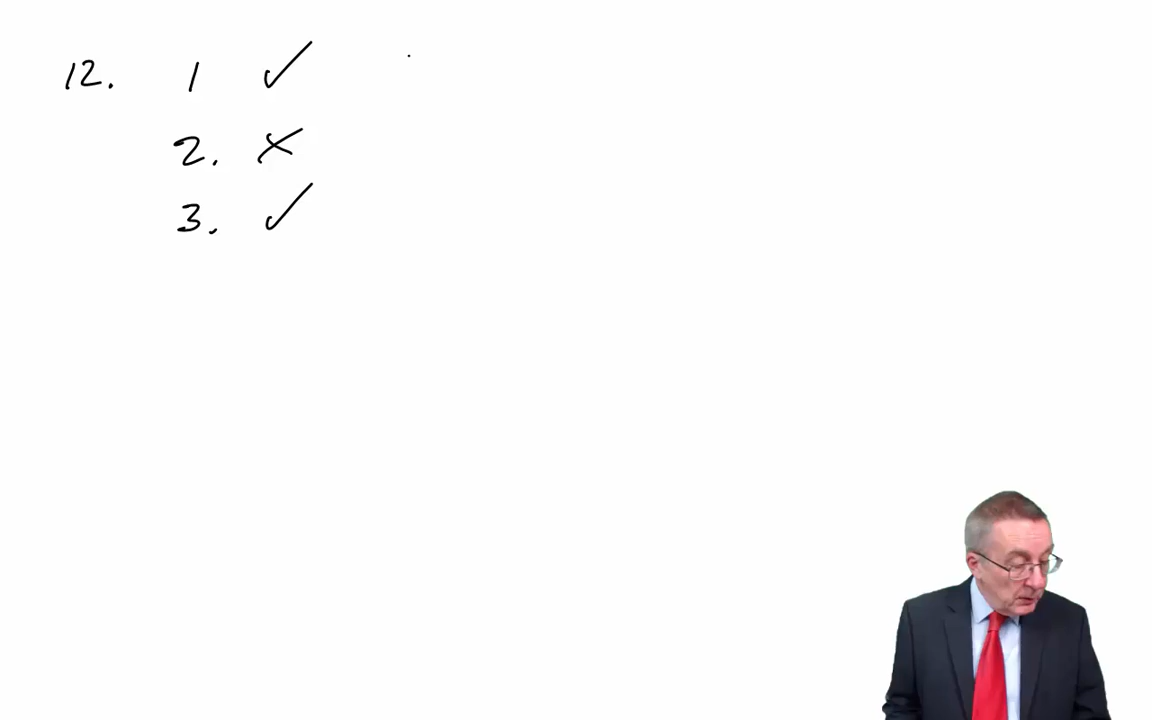 12. 1 ✓
2. ×
3. ✓